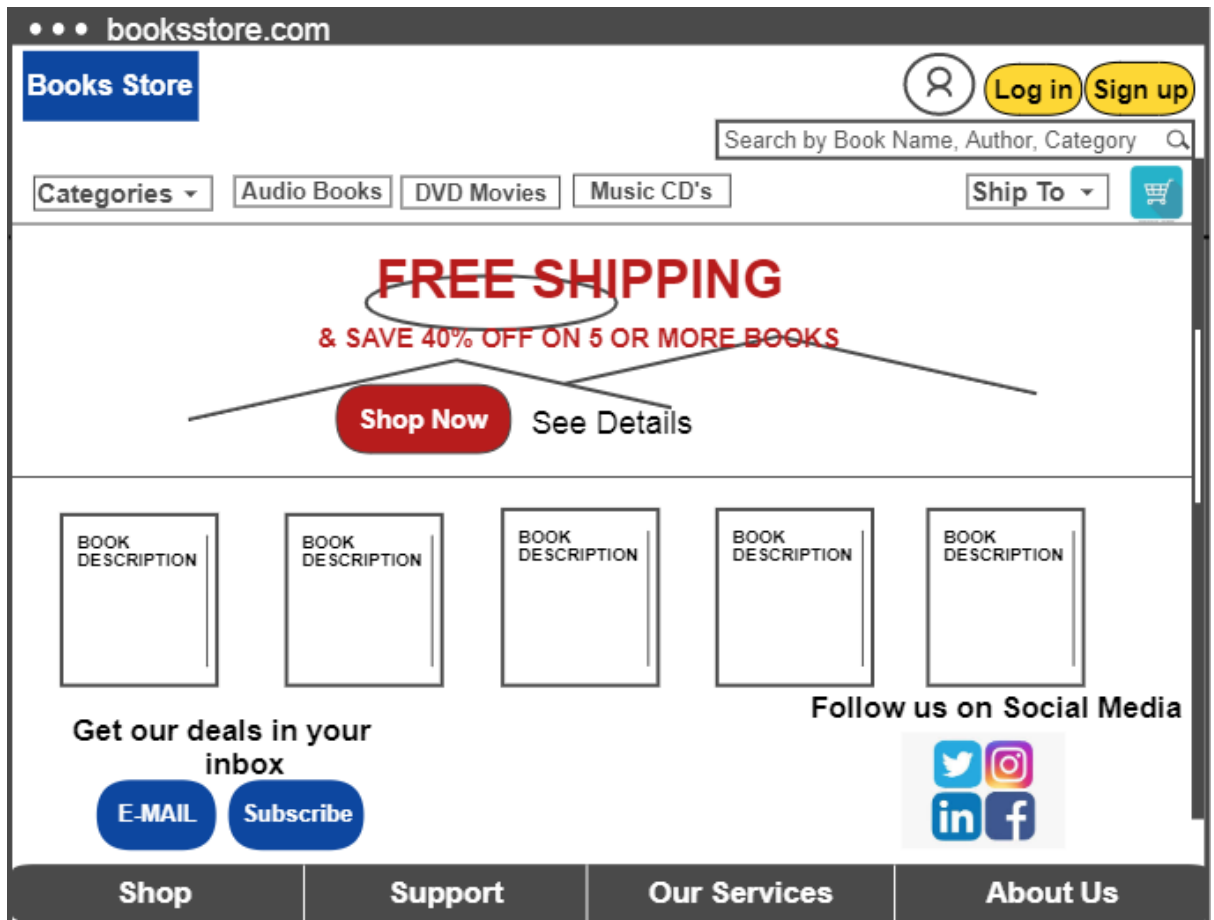 booksstore.com
Books Store
Log in
Sign up
Search by Book Name, Author, Category
Categories
Audio Books
DVD Movies
Music CD's
Ship To
FREE SHIPPING
& SAVE 40% OFF ON 5 OR MORE BOOKS
Shop Now
See Details
BOOK
DESCRIPTION
BOOK
DESCRIPTION
BOOK
DESCRIPTION
BOOK
DESCRIPTION
BOOK
DESCRIPTION
Get our deals in your
inbox
E-MAIL
Subscribe
Follow us on Social Media
in
f
Shop
Support
Our Services
About Us